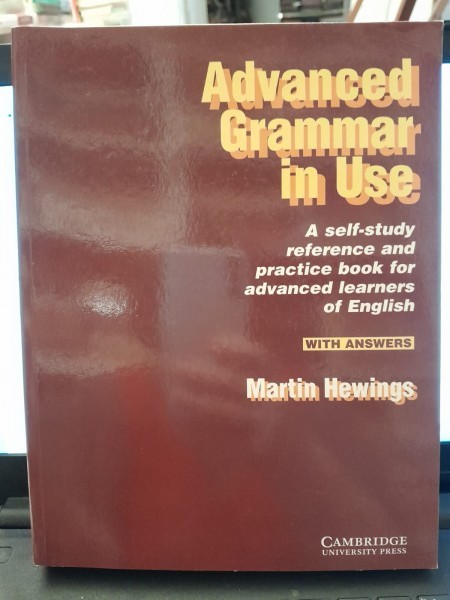 Advanced
Grammar
in Use
A self-study
reference and
practice book for
advanced learners
of English
WITH ANSWERS
Martin Hewings
CAMBRIDGE
UNIVERSITY PRESS